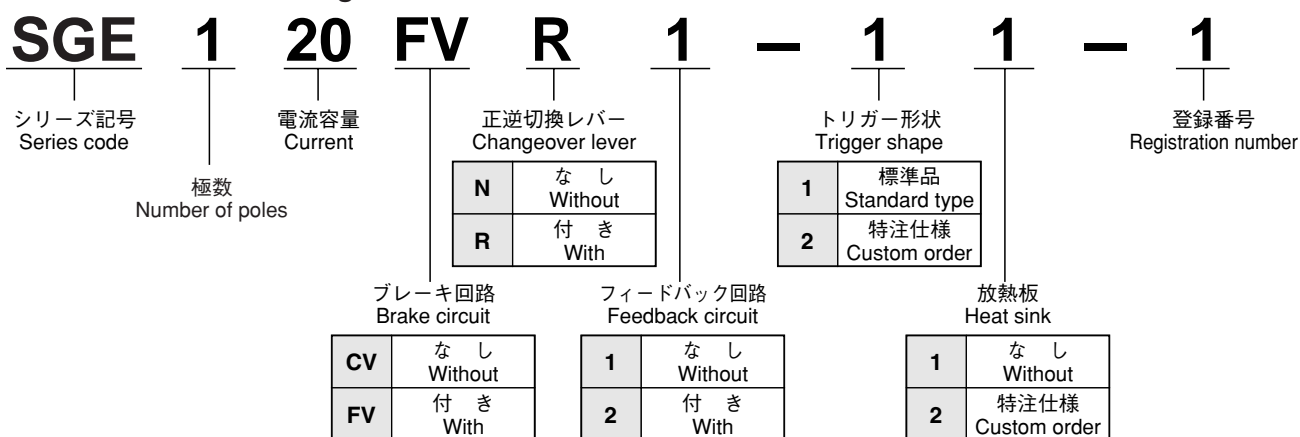 SGE 1 20 FV R 1 － 1 1 － 1
シリーズ記号
Series code
極数
Number of poles
電流容量
Current
正逆切換レバー
Changeover lever
N
な し
Without
R
付 き
With
トリガー形状
Trigger shape
1
標準品
Standard type
2
特注仕様
Custom order
登録番号
Registration number
ブレーキ回路
Brake circuit
CV
な し
Without
FV
付 き
With
フィードバック回路
Feedback circuit
1
な し
Without
2
付 き
With
放熱板
Heat sink
1
な し
Without
2
特注仕様
Custom order